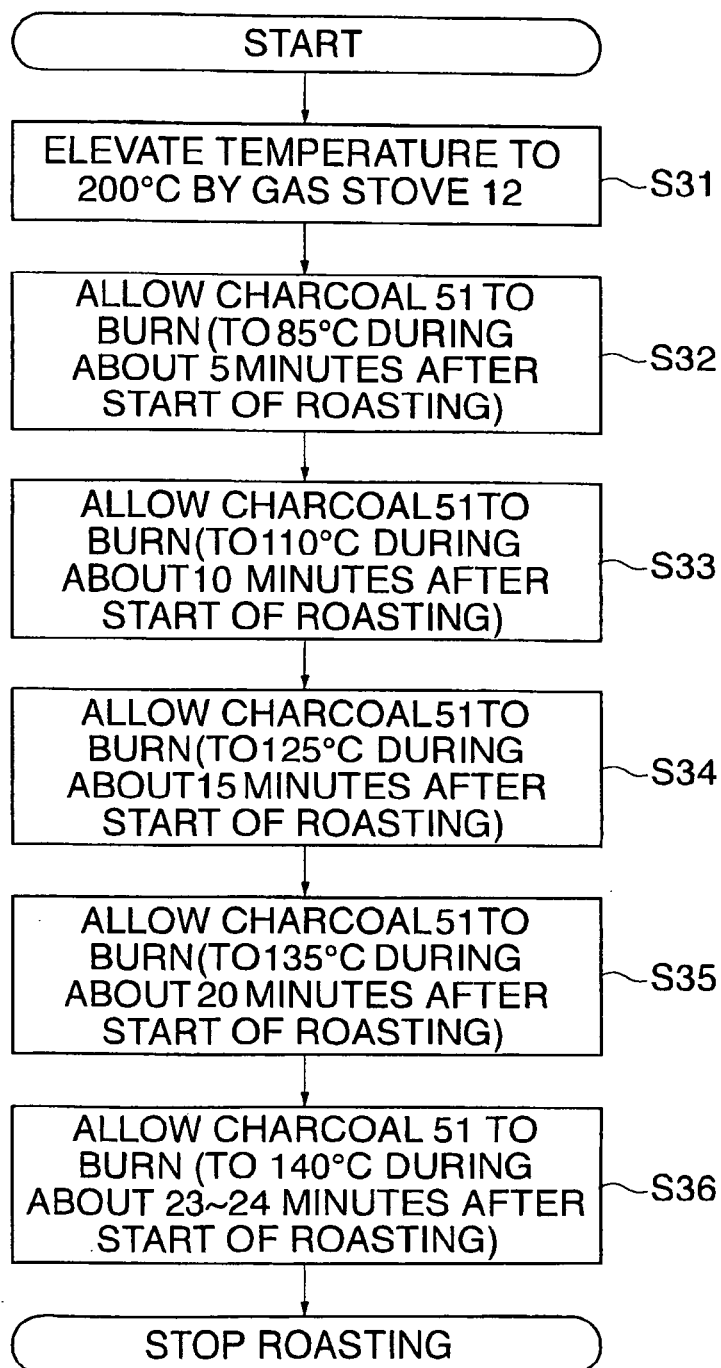 START
ELEVATE TEMPERATURE TO
200°C BY GAS STOVE 12
S31
ALLOW CHARCOAL 51 TO
BURN (TO 85°C DURING
ABOUT 5 MINUTES AFTER
START OF ROASTING)
S32
ALLOW CHARCOAL 51 TO
BURN (TO 110°C DURING
ABOUT 10 MINUTES AFTER
START OF ROASTING)
S33
ALLOW CHARCOAL 51 TO
BURN (TO 125°C DURING
ABOUT 15 MINUTES AFTER
START OF ROASTING)
S34
ALLOW CHARCOAL 51 TO
BURN (TO 135°C DURING
ABOUT 20 MINUTES AFTER
START OF ROASTING)
S35
ALLOW CHARCOAL 51 TO
BURN (TO 140°C DURING
ABOUT 23~24 MINUTES AFTER
START OF ROASTING)
S36
STOP ROASTING